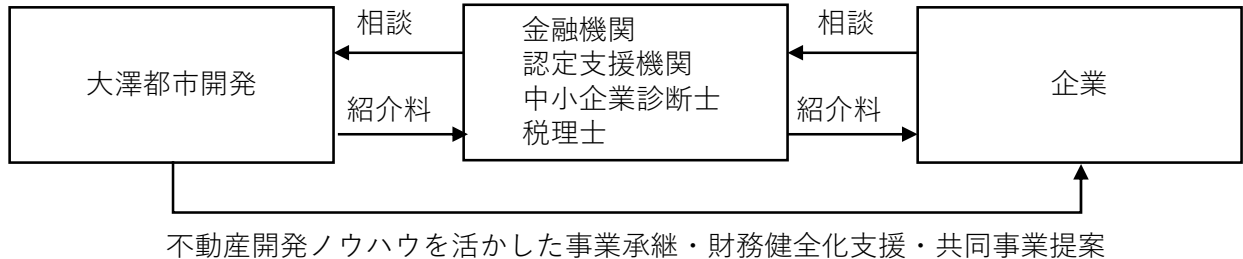 相談
金融機関
認定支援機関
中小企業診断士
税理士
相談
大澤都市開発
企業
紹介料
紹介料
不動産開発ノウハウを活かした事業承継・財務健全化支援・共同事業提案